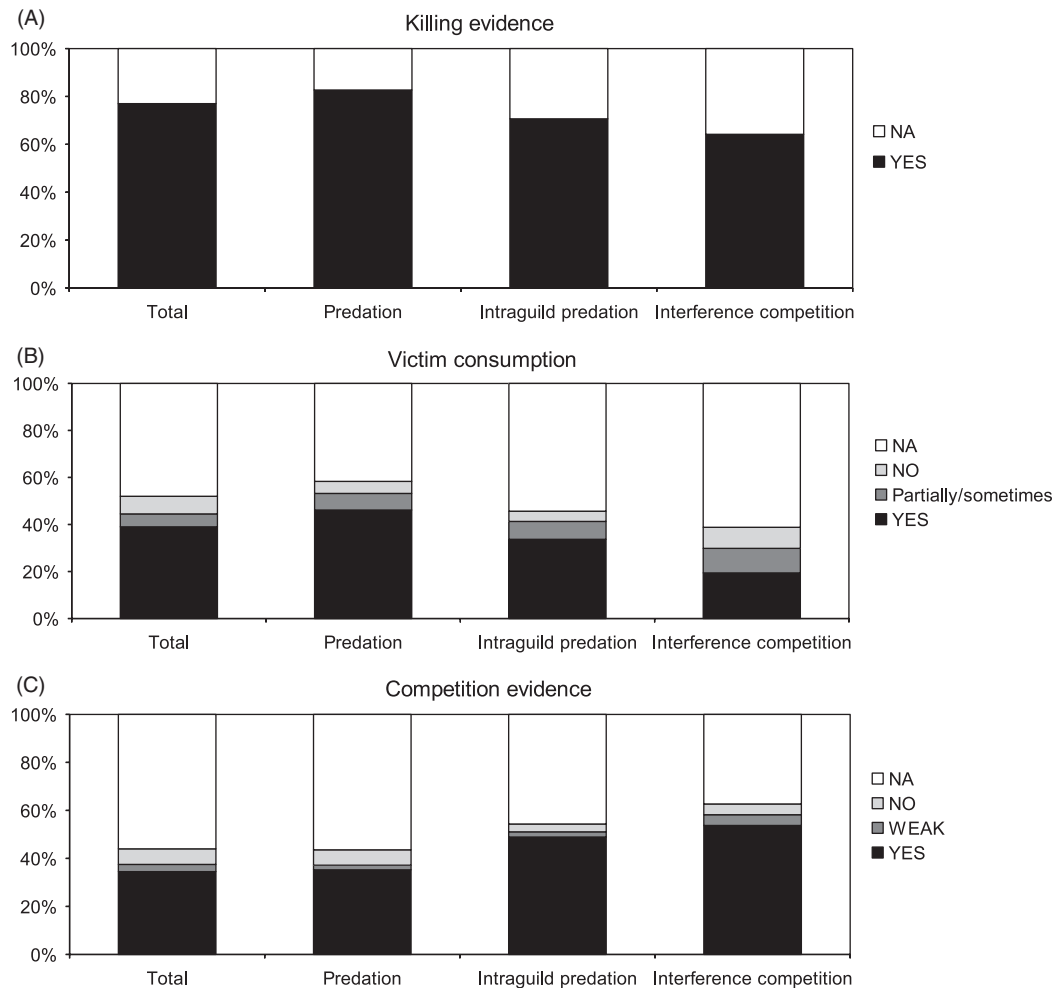 (A)
Killing evidence
100%
80%
60%
40%
20%
0%
Total Predation Intraguild predation Interference competition
NA
YES
(B)
Victim consumption
100%
80%
60%
40%
20%
0%
Total Predation Intraguild predation Interference competition
NA
NO
Partially/sometimes
YES
(C)
Competition evidence
100%
80%
60%
40%
20%
0%
Total Predation Intraguild predation Interference competition
NA
NO
WEAK
YES